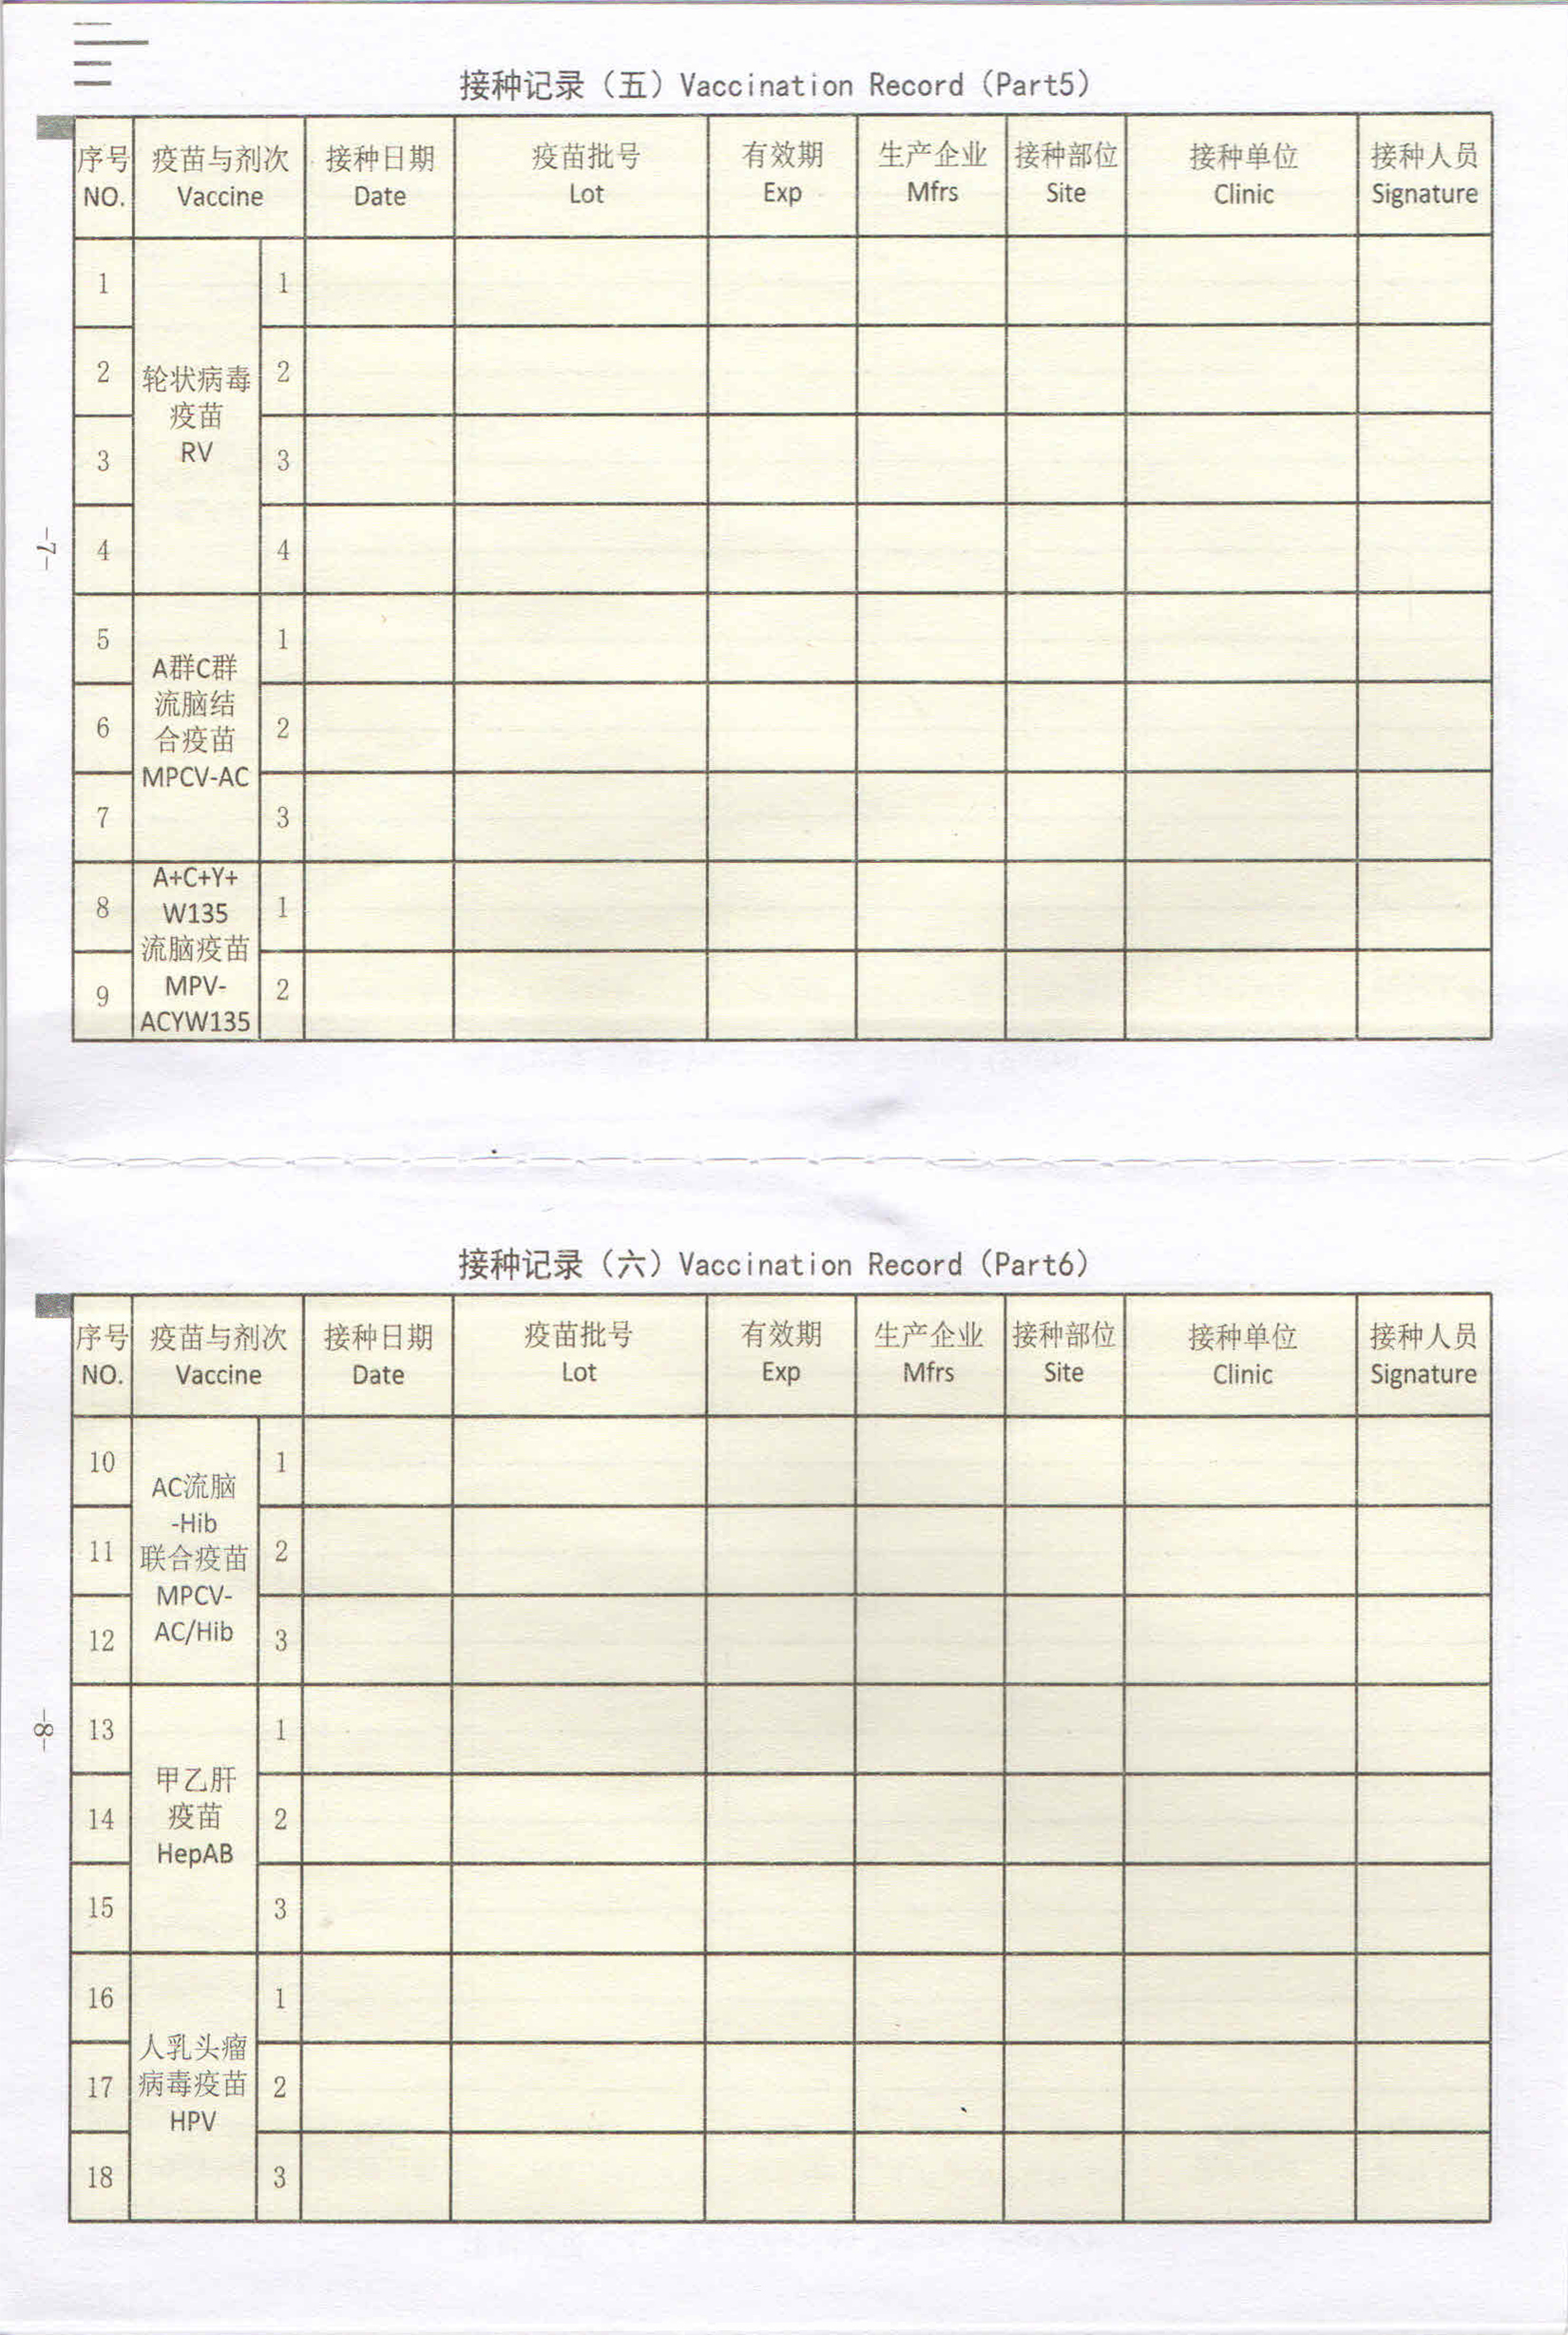 接种记录（五）Vaccination Record（Part5）
序号 疫苗与剂次 接种日期 疫苗批号 有效期 生产企业 接种部位 接种单位 接种人员
NO. Vaccine Date Lot Exp Mfrs Site Clinic Signature
1 1
2 2
轮状病毒
疫苗
RV
3 3
4 4
-7-
5 1
A群C群
流脑结
合疫苗
MPCV-AC
6 2
7 3
A+C+Y+
W135
流脑疫苗
MPV-
ACYW135
8 1
9 2
接种记录（六）Vaccination Record（Part6）
序号 疫苗与剂次 接种日期 疫苗批号 有效期 生产企业 接种部位 接种单位 接种人员
NO. Vaccine Date Lot Exp Mfrs Site Clinic Signature
10 1
AC流脑
-Hib
联合疫苗
MPCV-
AC/Hib
11 2
12 3
13 1
-8-
甲乙肝
疫苗
HepAB
14 2
15 3
16 1
人乳头瘤
病毒疫苗
HPV
17 2
18 3